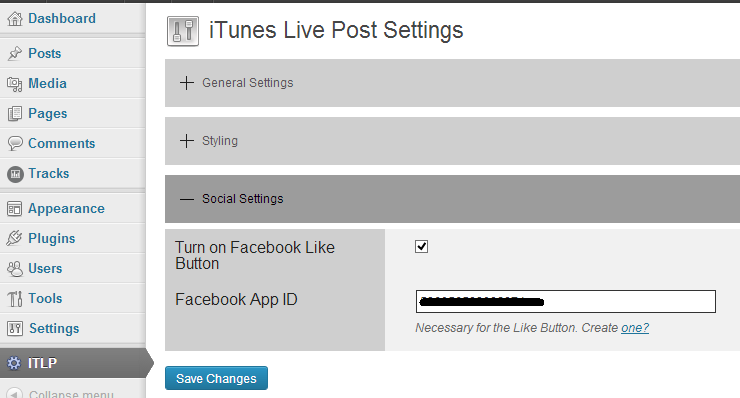 Dashboard
Posts
Media
Pages
Comments
Tracks
Appearance
Plugins
Users
Tools
Settings
ITLP
Collapse menu
iTunes Live Post Settings
General Settings
Styling
Social Settings
Turn on Facebook Like
Button
Facebook App ID
Necessary for the Like Button. Create one?
Save Changes